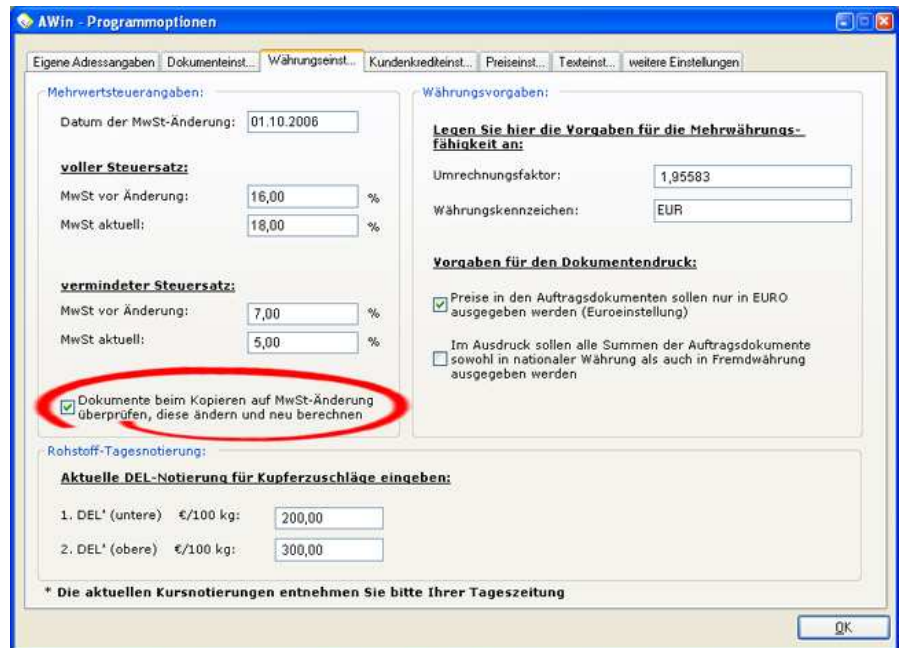 AWin - Programmoptionen
Eigene Adressangaben Dokumenteinst... Währungseinst... Kundenkrediteinst... Preiseinst... Texteinst... weitere Einstellungen
Mehrwertsteuerangaben:
Datum der MwSt-Änderung: 01.10.2006
voller Steuersatz:
MwSt vor Änderung: 16,00 %
MwSt aktuell: 18,00 %
vermindeter Steuersatz:
MwSt vor Änderung: 7,00 %
MwSt aktuell: 5,00 %
Dokumente beim Kopieren auf MwSt-Änderung
überprüfen, diese ändern und neu berechnen
Währungsvorgaben:
Legen Sie hier die Vorgaben für die Mehrwährungs-
fähigkeit an:
Umrechnungsfaktor: 1,95583
Währungskennzeichen: EUR
Vorgaben für den Dokumentendruck:
Preise in den Auftragsdokumenten sollen nur in EURO
ausgegeben werden (Euroeinstellung)
Im Ausdruck sollen alle Summen der Auftragsdokumente
sowohl in nationaler Währung als auch in Fremdwährung
ausgegeben werden
Rohstoff-Tagesnotierung:
Aktuelle DEL-Notierung für Kupferzuschläge eingeben:
1. DEL* (untere) €/100 kg: 200,00
2. DEL* (obere) €/100 kg: 300,00
* Die aktuellen Kursnotierungen entnehmen Sie bitte Ihrer Tageszeitung
OK